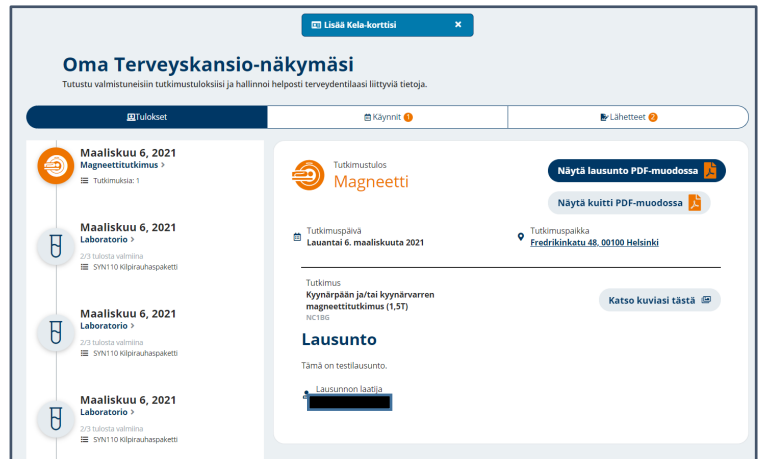 Lisää Kela-korttisi
Oma Terveyskansio-näkymäsi
Tutustu valmistuneisiin tutkimustuloksiisi ja hallinnoi helposti terveydentilaasi liittyviä tietoja.
Tulokset
Käynnit 1
Lähetteet 2
Maaliskuu 6, 2021
Magneettitutkimus >
Tutkimuksia: 1
Maaliskuu 6, 2021
Laboratorio >
2/3 tulosta valmiina
SYN110 Kilpirauhaspaketti
Maaliskuu 6, 2021
Laboratorio >
2/3 tulosta valmiina
SYN110 Kilpirauhaspaketti
Maaliskuu 6, 2021
Laboratorio >
2/3 tulosta valmiina
SYN110 Kilpirauhaspaketti
Tutkimustulos
Magneetti
Näytä lausunto PDF-muodossa
Näytä kuitti PDF-muodossa
Tutkimuspäivä
Lauantai 6. maaliskuuta 2021
Tutkimuspaikka
Fredrikinkatu 48, 00100 Helsinki
Tutkimus
Kyynärpään ja/tai kyynärvarren
magneettitutkimus (1,5T)
NC1BG
Katso kuviasi tästä
Lausunto
Tämä on testilausunto.
Lausunnon laatija